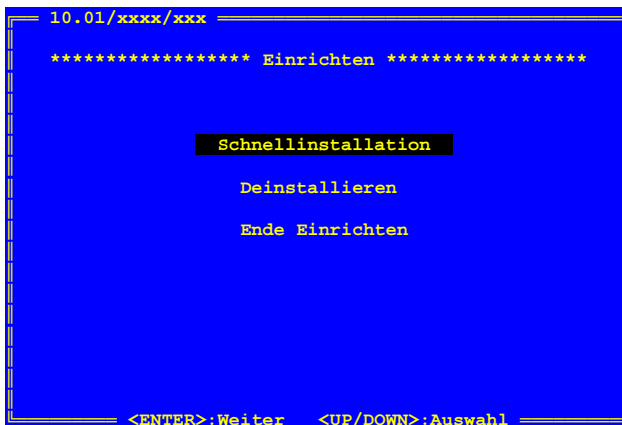 10.01/xxxx/xxx
****************** Einrichten ******************
Schnellinstallation
Deinstallieren
Ende Einrichten
<ENTER>:Weiter <UP/DOWN>:Auswahl